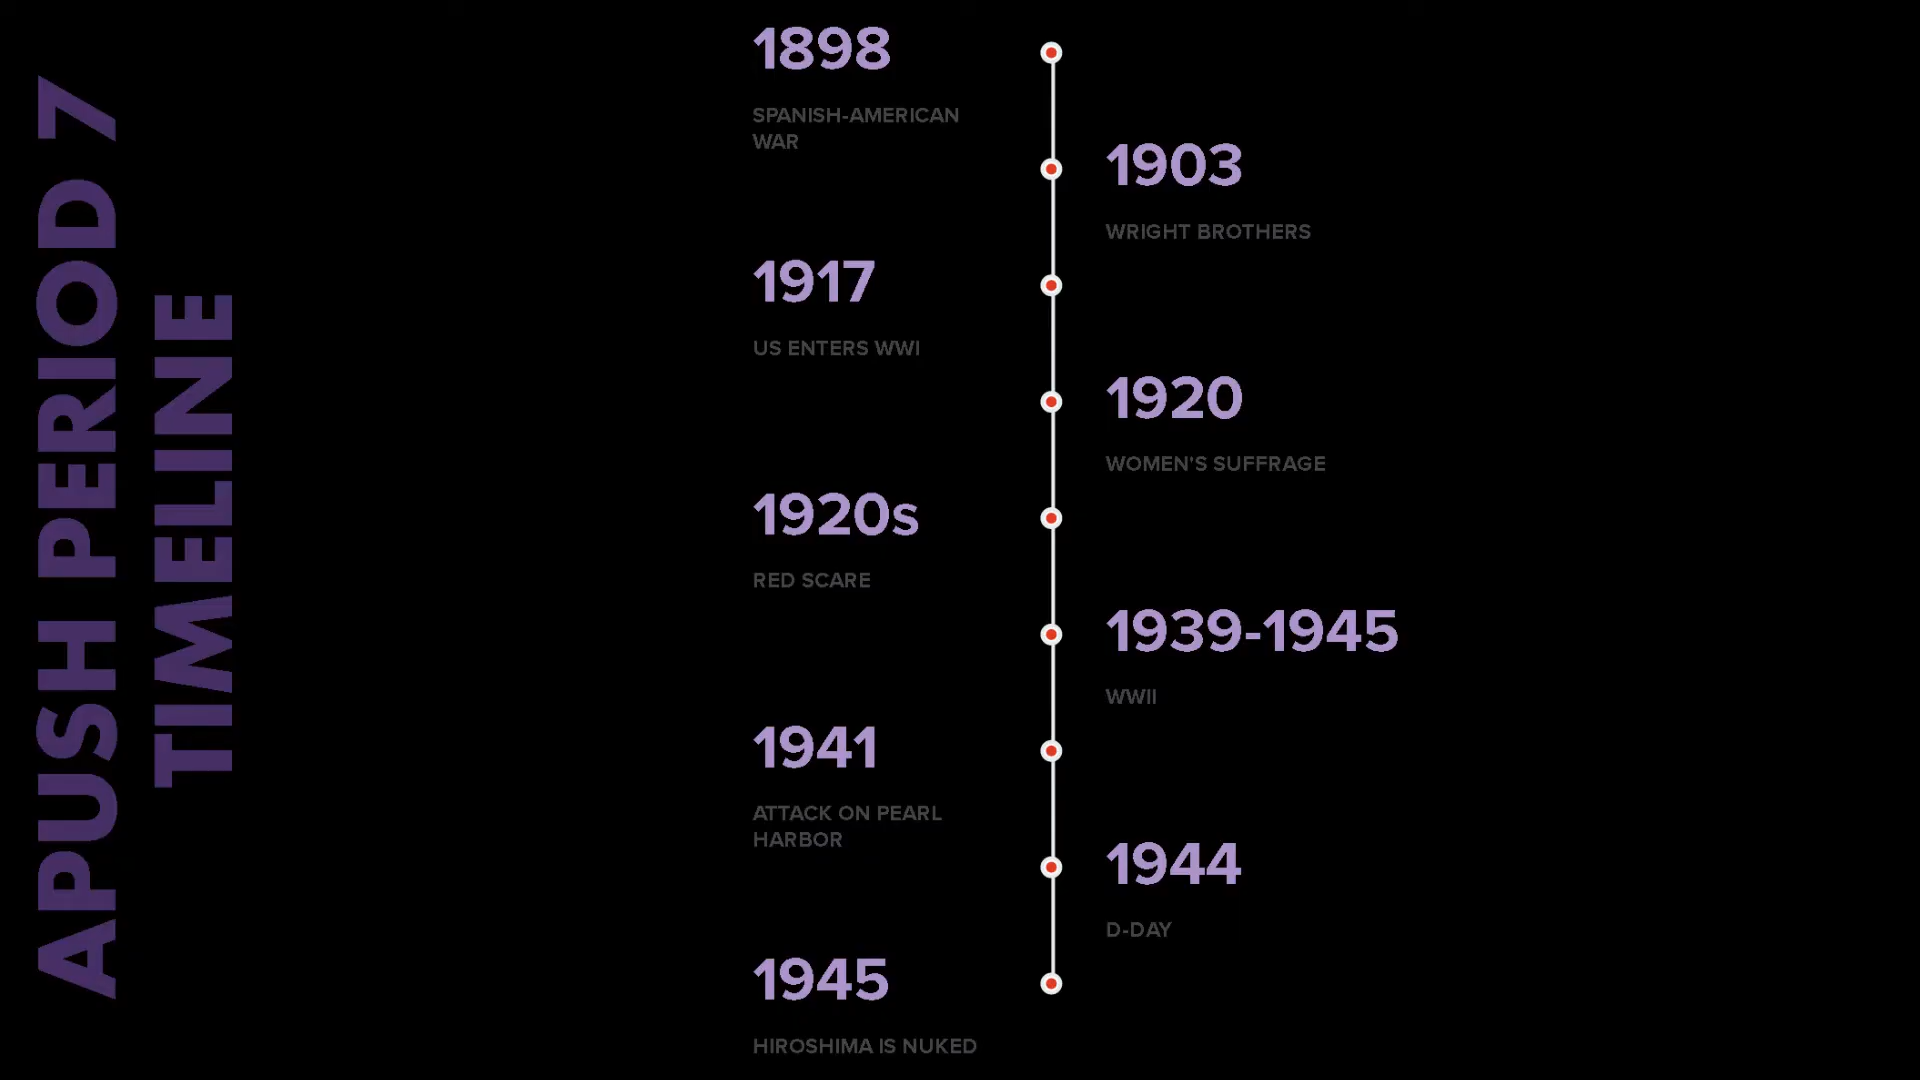 APUSH PERIOD 7
TIMELINE
1898
SPANISH-AMERICAN
WAR
1903
WRIGHT BROTHERS
1917
US ENTERS WWI
1920
WOMEN'S SUFFRAGE
1920s
RED SCARE
1939-1945
WWII
1941
ATTACK ON PEARL
HARBOR
1944
D-DAY
1945
HIROSHIMA IS NUKED